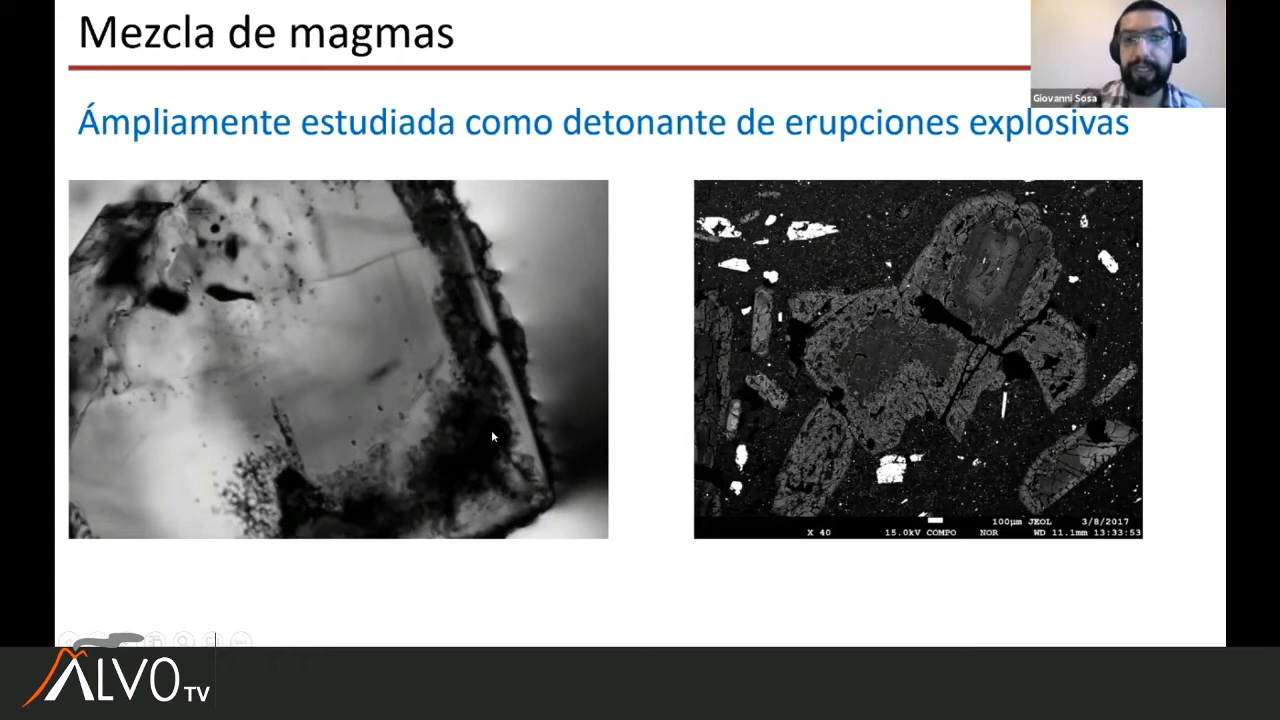 Mezcla de magmas
Giovanni Sosa
Ámpliamente estudiada como detonante de erupciones explosivas
100µm JEOL 3/8/2017
X 40 15.0kV COMPO NOR WD 11.1mm 13:33:53
ALVO TV